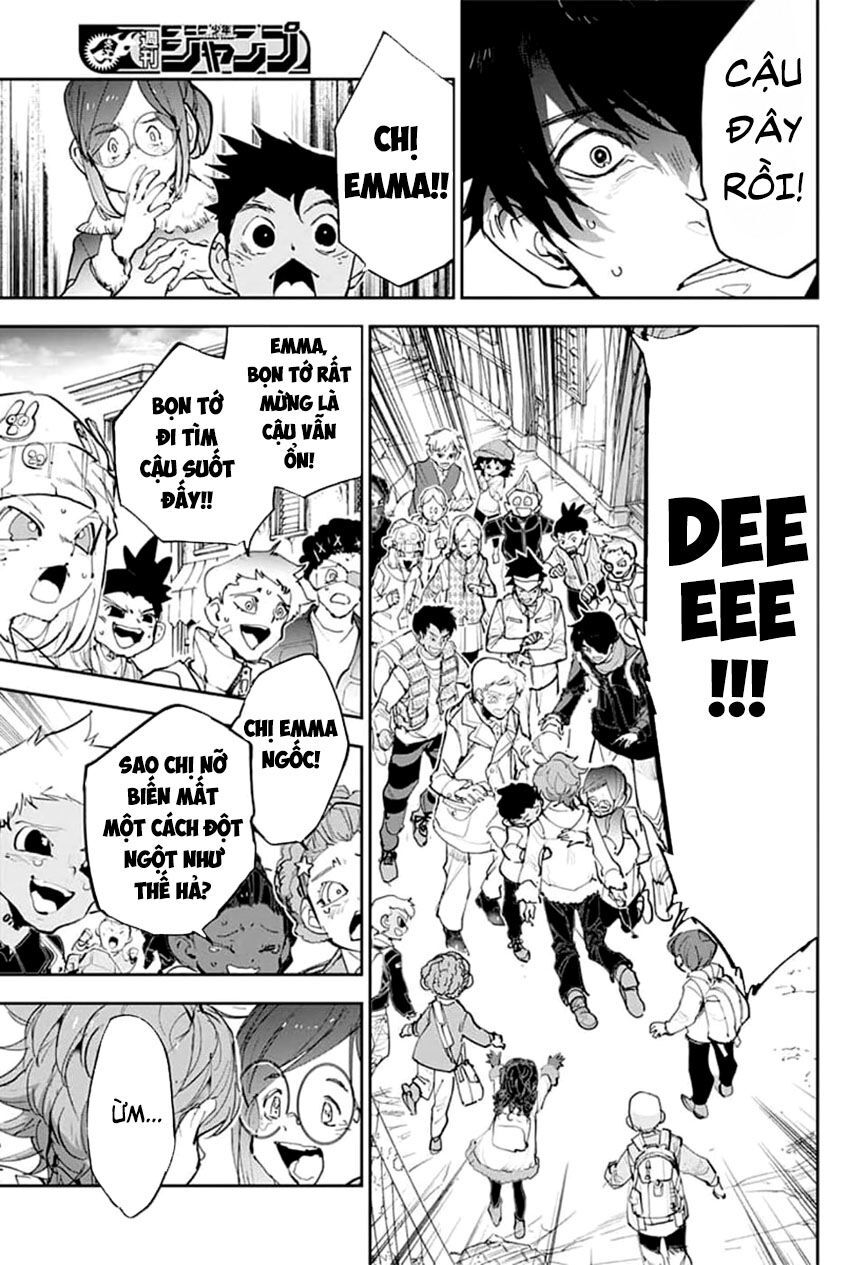 週刊少年ジャンプ
CẬU
ĐÂY
RỒI!
CHỊ
EMMA!!
DEE
EEE
!!!
EMMA,
BỌN TỚ RẤT
MỪNG LÀ
CẬU VẪN
ỔN!
BỌN TỚ
ĐI TÌM
CẬU SUỐT
ĐẤY!!
CHỊ EMMA
NGỐC!
SAO CHỊ NỠ
BIẾN MẤT
MỘT CÁCH ĐỘT
NGỘT NHƯ
THẾ HẢ?
ỪM...